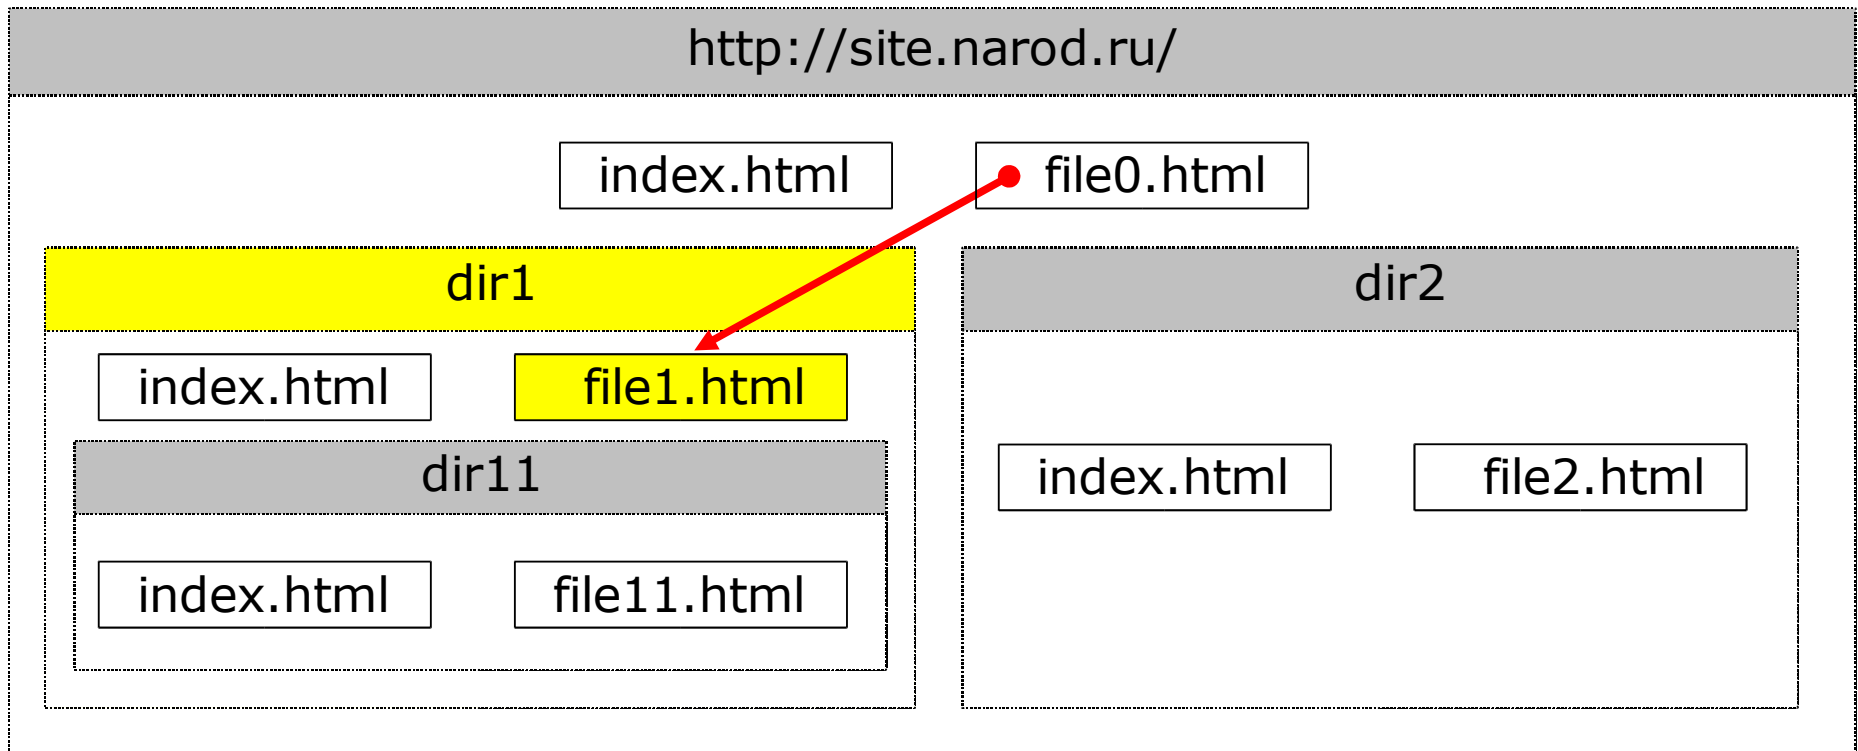 http://site.narod.ru/
index.html
file0.html
dir1
dir2
index.html
file1.html
dir11
index.html
file2.html
index.html
file11.html